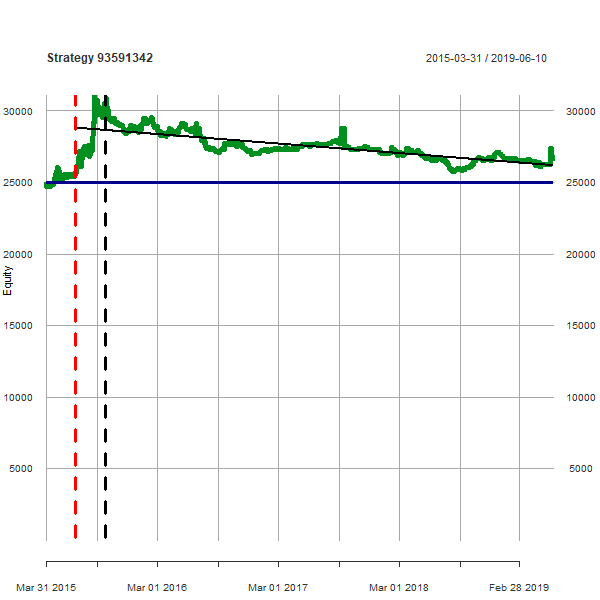 Strategy 93591342 2015-03-31 / 2019-06-10
30000 30000
25000 25000
20000 20000
Equity
15000 15000
10000 10000
5000 5000
Mar 31 2015 Mar 01 2016 Mar 01 2017 Mar 01 2018 Feb 28 2019